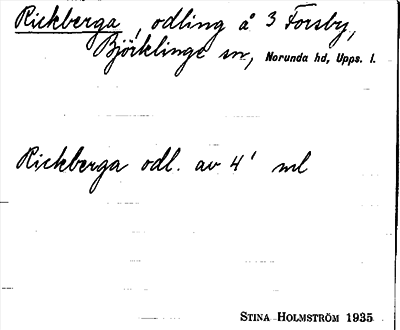 Rickberga, odling å 3 Forsby,
Björklinge sn, Norunda hd, Upps. l.
Rickberga odl. av 4' ml
STINA HOLMSTRÖM 1935